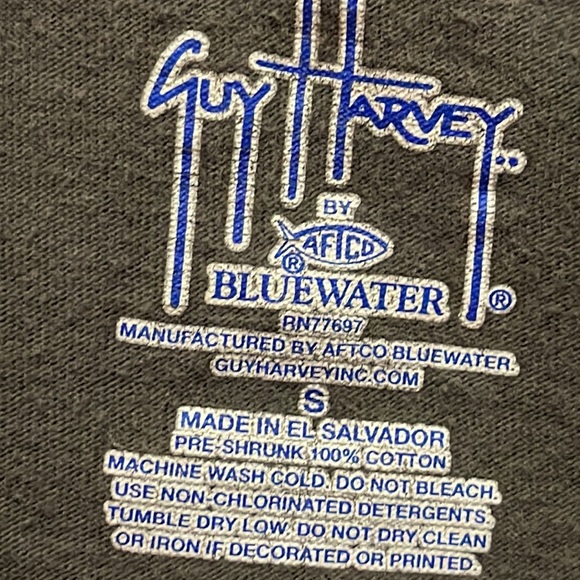 GUY HARVEY
BY
AFTCO®
BLUEWATER®
RN77697
MANUFACTURED BY AFTCO BLUEWATER.
GUYHARVEYINC.COM
S
MADE IN EL SALVADOR
PRE-SHRUNK 100% COTTON
MACHINE WASH COLD. DO NOT BLEACH.
USE NON-CHLORINATED DETERGENTS.
TUMBLE DRY LOW. DO NOT DRY CLEAN
OR IRON IF DECORATED OR PRINTED.